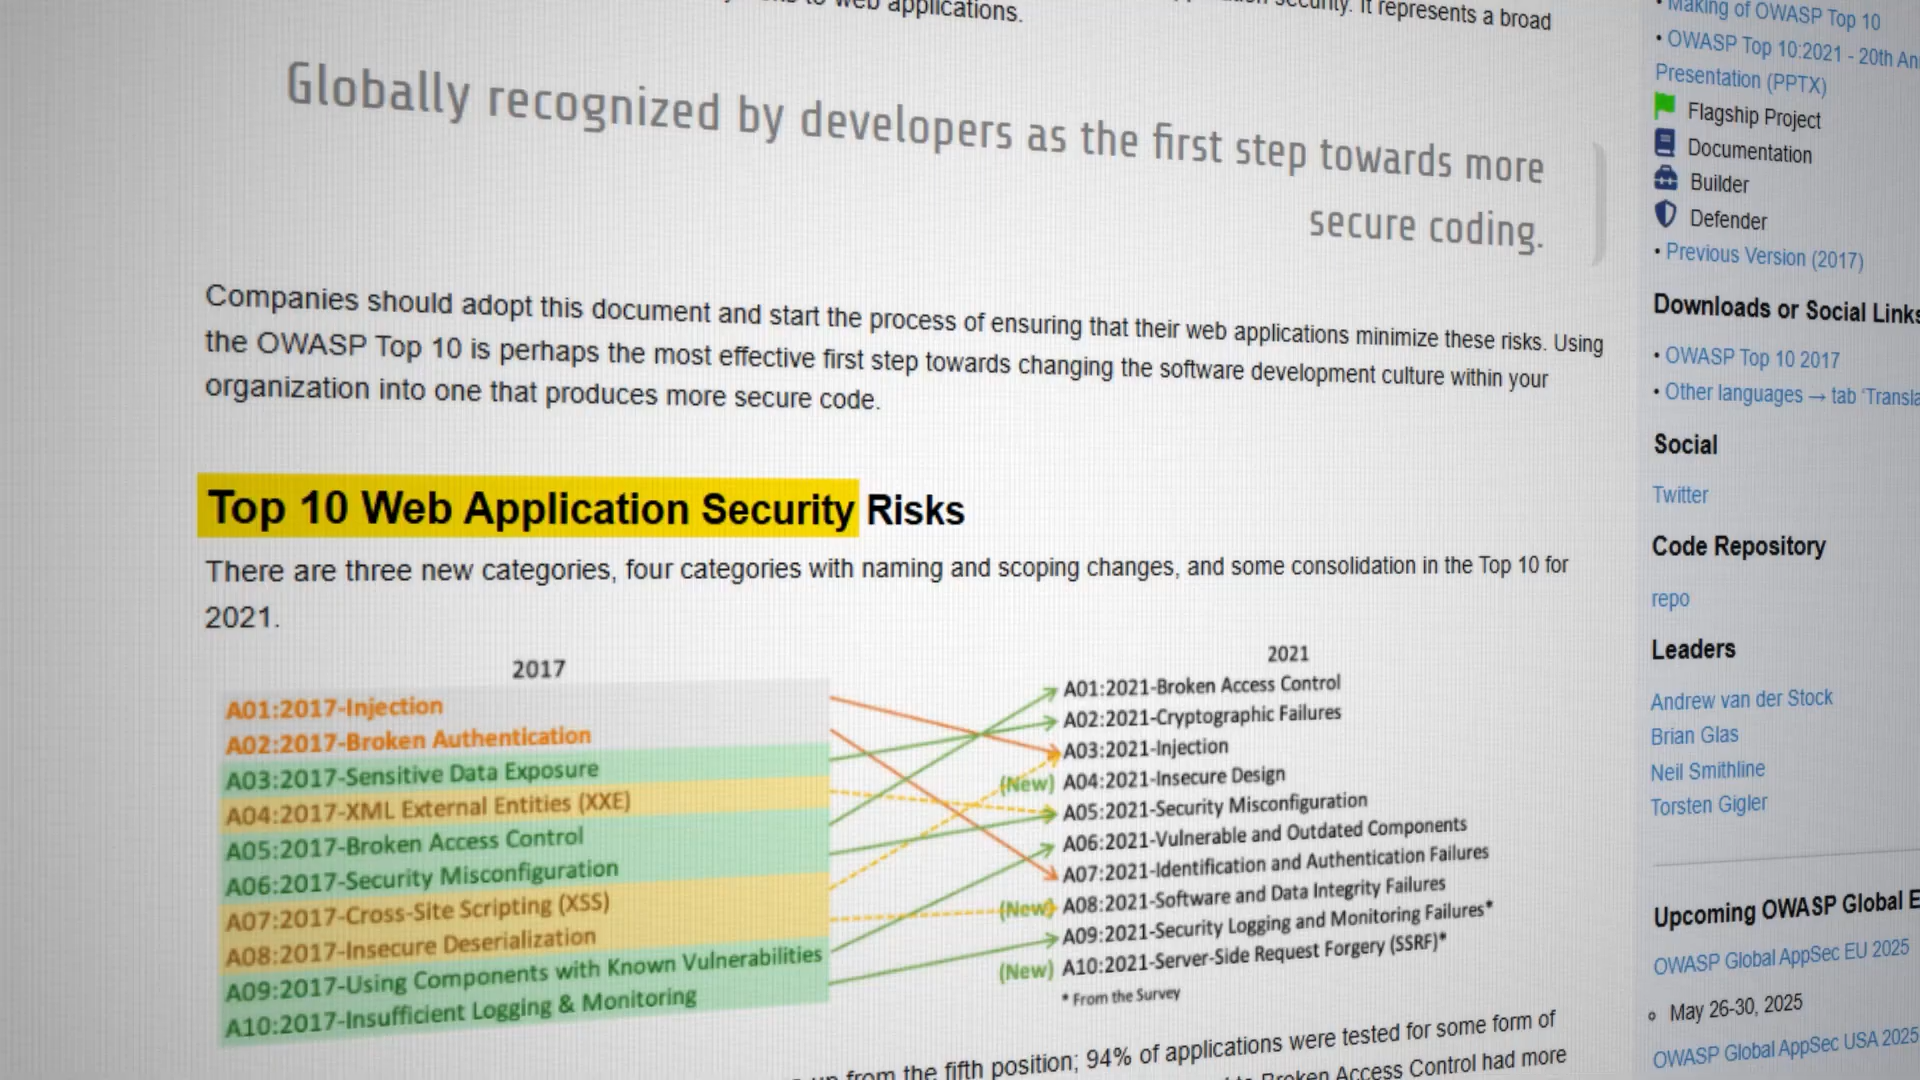 to web applications.
security. It represents a broad
Globally recognized by developers as the first step towards more
secure coding.
Companies should adopt this document and start the process of ensuring that their web applications minimize these risks. Using
the OWASP Top 10 is perhaps the most effective first step towards changing the software development culture within your
organization into one that produces more secure code.
Top 10 Web Application Security Risks
There are three new categories, four categories with naming and scoping changes, and some consolidation in the Top 10 for
2021.
2017
A01:2017-Injection
A02:2017-Broken Authentication
A03:2017-Sensitive Data Exposure
A04:2017-XML External Entities (XXE)
A05:2017-Broken Access Control
A06:2017-Security Misconfiguration
A07:2017-Cross-Site Scripting (XSS)
A08:2017-Insecure Deserialization
A09:2017-Using Components with Known Vulnerabilities
A10:2017-Insufficient Logging & Monitoring
2021
A01:2021-Broken Access Control
A02:2021-Cryptographic Failures
A03:2021-Injection
(New) A04:2021-Insecure Design
A05:2021-Security Misconfiguration
A06:2021-Vulnerable and Outdated Components
A07:2021-Identification and Authentication Failures
(New) A08:2021-Software and Data Integrity Failures
A09:2021-Security Logging and Monitoring Failures*
(New) A10:2021-Server-Side Request Forgery (SSRF)*
* From the Survey
from the fifth position; 94% of applications were tested for some form of
Broken Access Control had more
• Making of OWASP Top 10
• OWASP Top 10:2021 - 20th
Presentation (PPTX)
Flagship Project
Documentation
Builder
Defender
• Previous Version (2017)
Downloads or Social Links
• OWASP Top 10 2017
• Other languages → tab
Social
Twitter
Code Repository
repo
Leaders
Andrew van der Stock
Brian Glas
Neil Smithline
Torsten Gigler
Upcoming OWASP Global
OWASP Global AppSec EU 2025
May 26-30, 2025
OWASP Global AppSec USA 2025